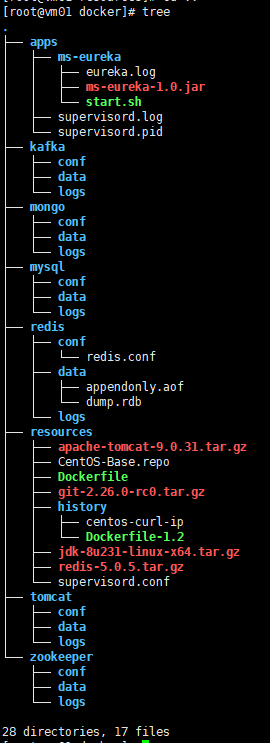 [root@vm01 docker]# tree
.
├── apps
│   ├── ms-eureka
│   │   ├── eureka.log
│   │   ├── ms-eureka-1.0.jar
│   │   └── start.sh
│   ├── supervisord.log
│   └── supervisord.pid
├── kafka
│   ├── conf
│   ├── data
│   └── logs
├── mongo
│   ├── conf
│   ├── data
│   └── logs
├── mysql
│   ├── conf
│   ├── data
│   └── logs
├── redis
│   ├── conf
│   │   └── redis.conf
│   ├── data
│   │   ├── appendonly.aof
│   │   └── dump.rdb
│   └── logs
├── resources
│   ├── apache-tomcat-9.0.31.tar.gz
│   ├── CentOS-Base.repo
│   ├── Dockerfile
│   ├── git-2.26.0-rc0.tar.gz
│   ├── history
│   │   ├── centos-curl-ip
│   │   └── Dockerfile-1.2
│   ├── jdk-8u231-linux-x64.tar.gz
│   ├── redis-5.0.5.tar.gz
│   └── supervisord.conf
├── tomcat
│   ├── conf
│   ├── data
│   └── logs
└── zookeeper
    ├── conf
    ├── data
    └── logs

28 directories, 17 files